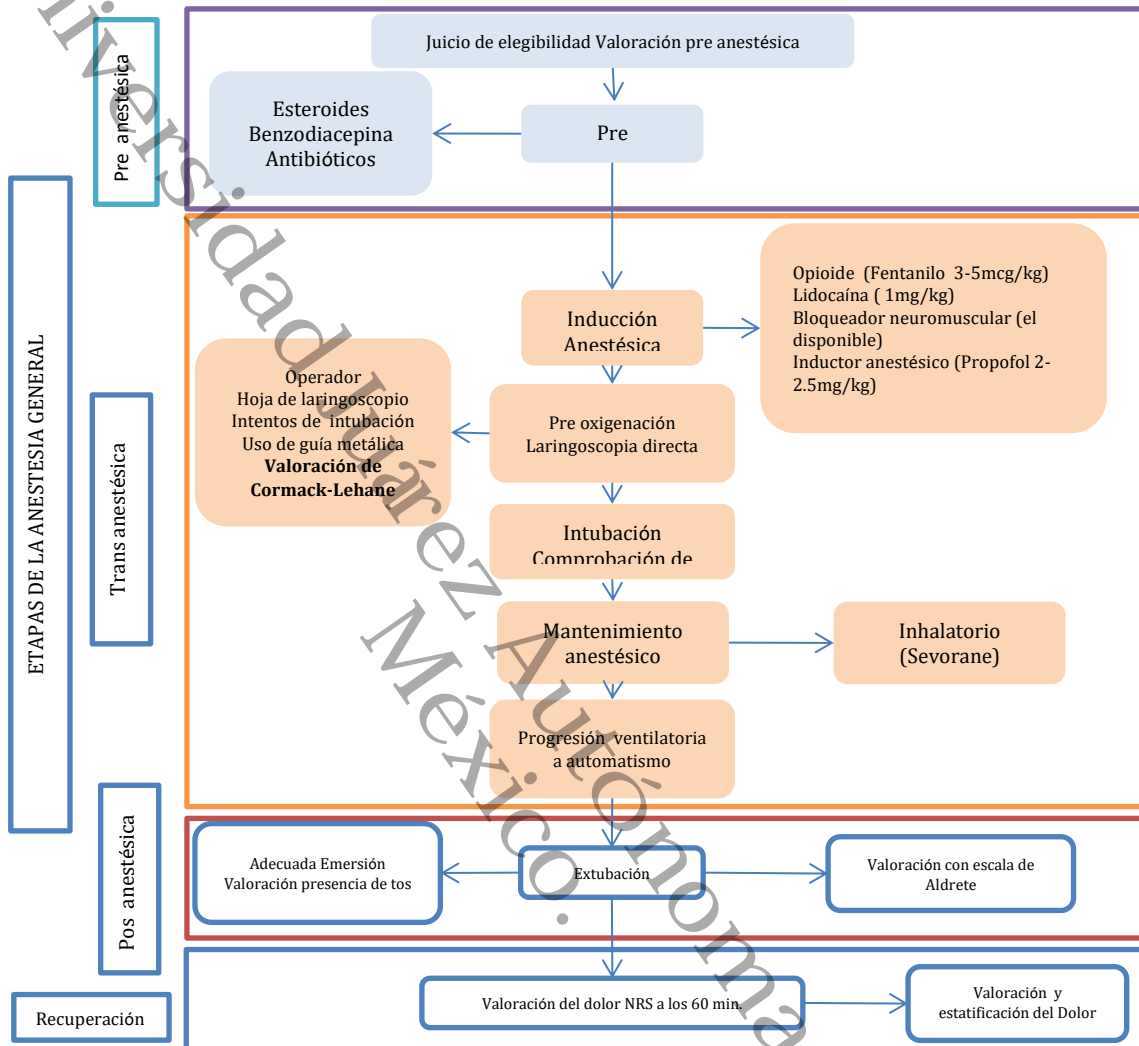 Juicio de elegibilidad Valoración pre anestésica
Pre anestésica
Esteroides
Benzodiacepina
Antibióticos
Pre
ETAPAS DE LA ANESTESIA GENERAL
Trans anestésica
Opioide (Fentanilo 3-5mcg/kg)
Lidocaína ( 1mg/kg)
Bloqueador neuromuscular (el
disponible)
Inductor anestésico (Propofol 2-
2.5mg/kg)
Inducción
Anestésica
Operador
Hoja de laringoscopio
Intentos de intubación
Uso de guía metálica
Valoración de
Cormack-Lehane
Pre oxigenación
Laringoscopia directa
Intubación
Comprobación de
Mantenimiento
anestésico
Inhalatorio
(Sevorane)
Progresión ventilatoria
a automatismo
Pos anestésica
Adecuada Emersión
Valoración presencia de tos
Extubación
Valoración con escala de
Aldrete
Recuperación
Valoración del dolor NRS a los 60 min.
Valoración y
estatificación del Dolor
niversidad Juárez Autónoma
México.